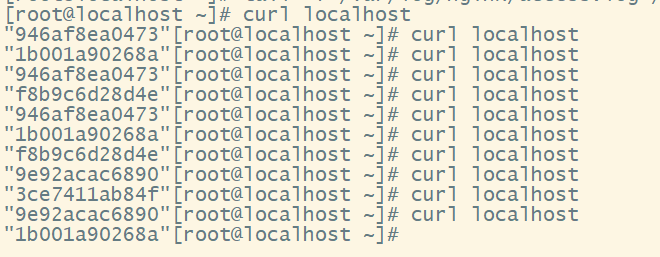 [root@localhost ~]# curl localhost
"946af8ea0473"[root@localhost ~]# curl localhost
"1b001a90268a"[root@localhost ~]# curl localhost
"946af8ea0473"[root@localhost ~]# curl localhost
"f8b9c6d28d4e"[root@localhost ~]# curl localhost
"946af8ea0473"[root@localhost ~]# curl localhost
"1b001a90268a"[root@localhost ~]# curl localhost
"f8b9c6d28d4e"[root@localhost ~]# curl localhost
"9e92acac6890"[root@localhost ~]# curl localhost
"3ce7411ab84f"[root@localhost ~]# curl localhost
"9e92acac6890"[root@localhost ~]# curl localhost
"1b001a90268a"[root@localhost ~]#